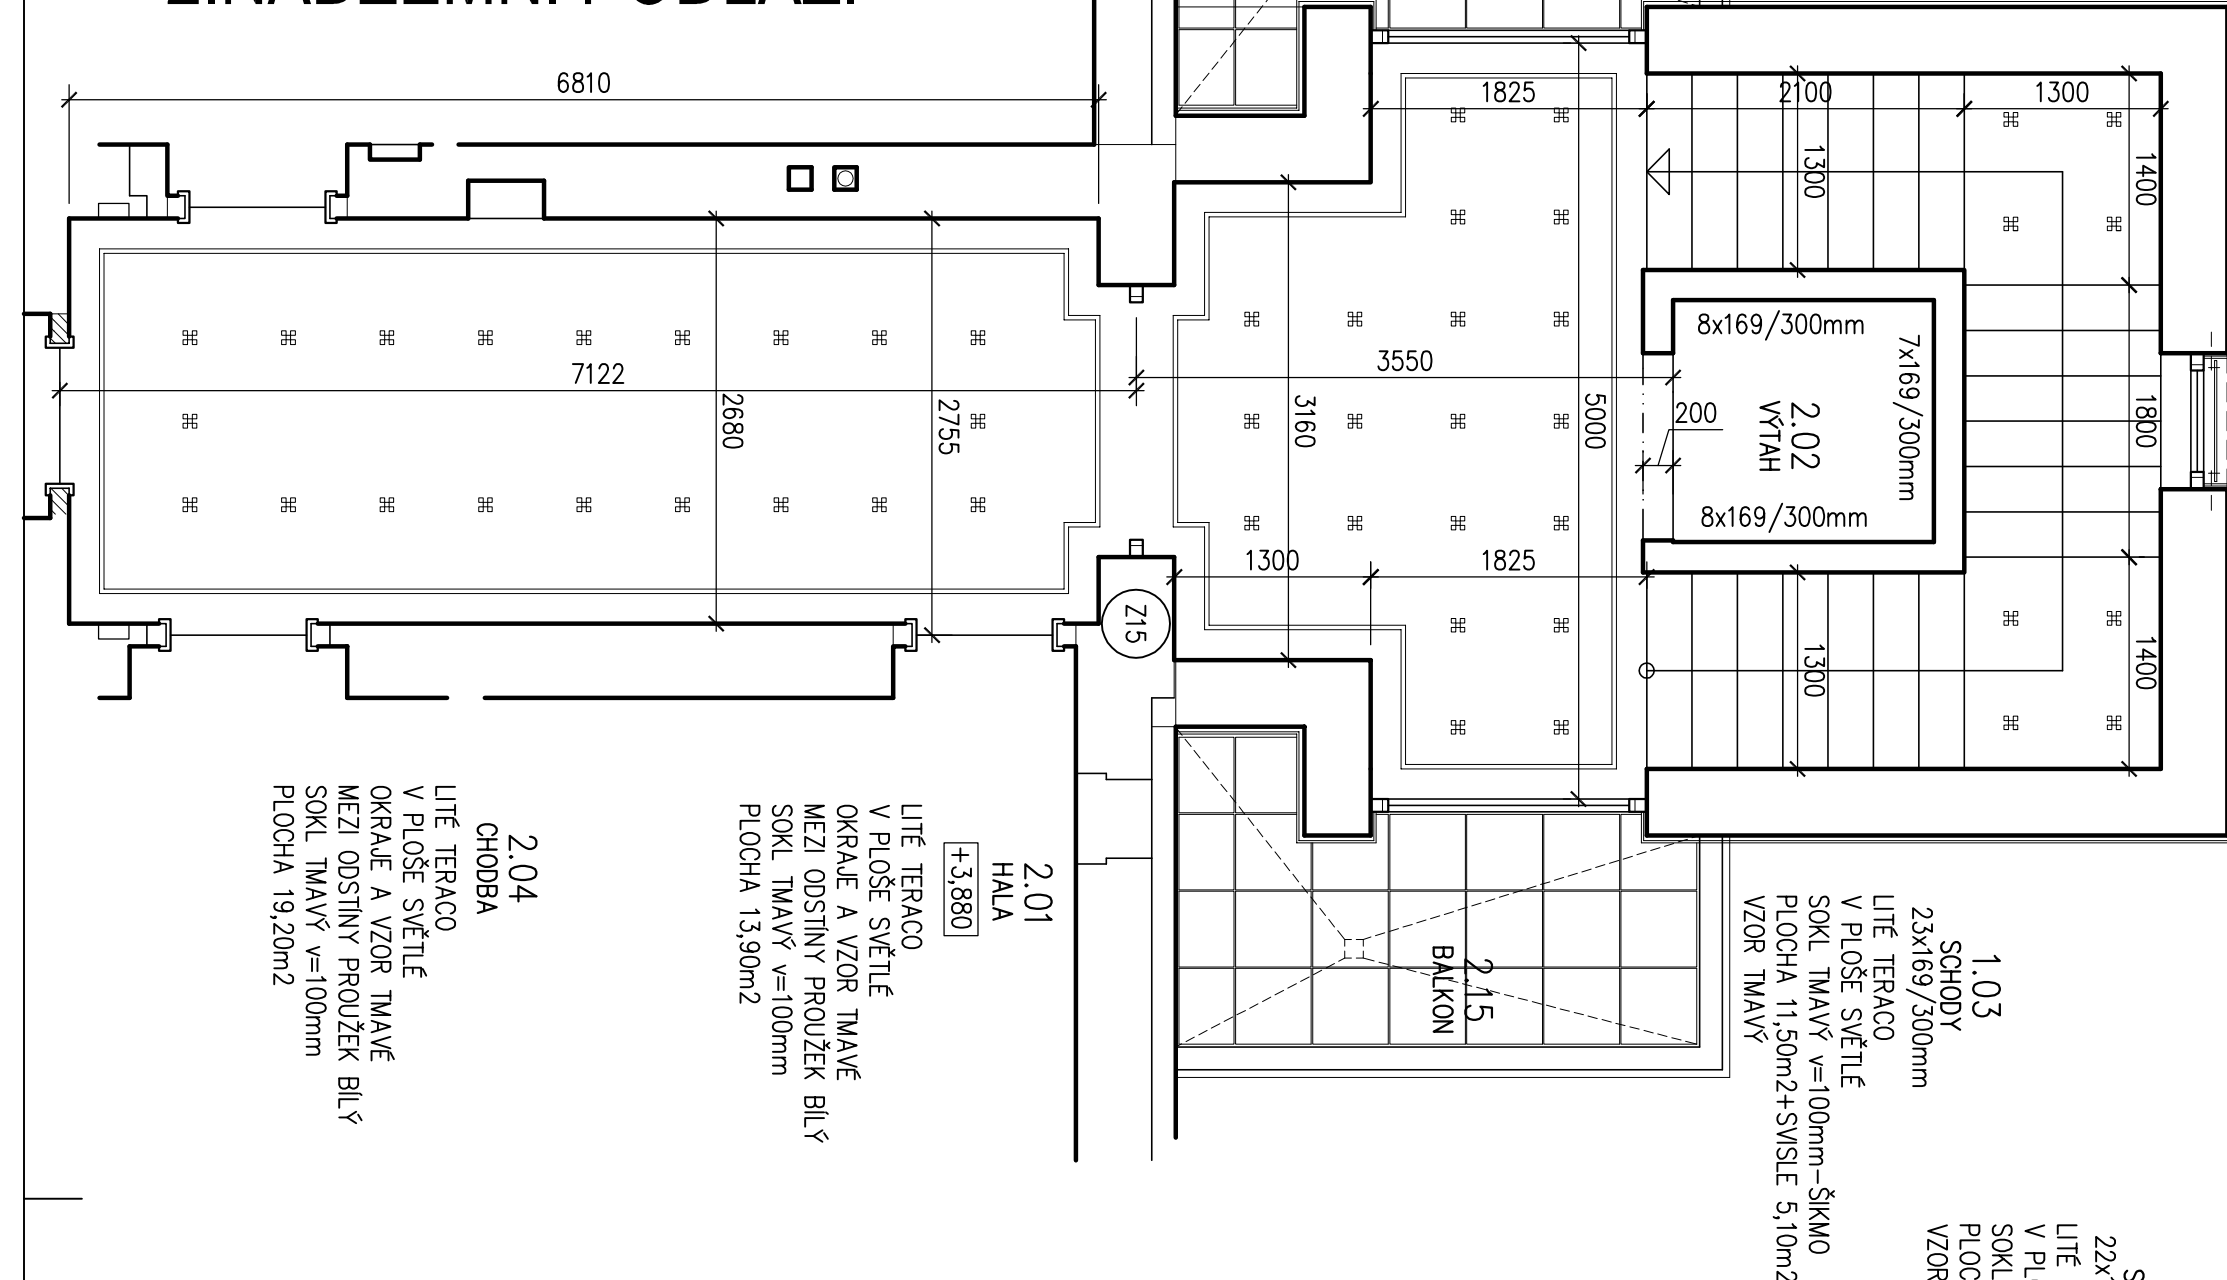 6810
1825
2100
1300
1300
1400
8x169/300mm
7x169/300mm
7122
3550
2680
2755
3160
5000
200
2.02
VÝTAH
1800
8x169/300mm
1300
1825
Z15
1300
1400
2.04
CHODBA
LITÉ TERACO
V PLOŠE SVĚTLÉ
OKRAJE A VZOR TMAVÉ
MEZI ODSTÍNY PROUŽEK BÍLÝ
SOKL TMAVÝ v=100mm
PLOCHA 19,20m2
2.01
HALA
+3,880
LITÉ TERACO
V PLOŠE SVĚTLÉ
OKRAJE A VZOR TMAVÉ
MEZI ODSTÍNY PROUŽEK BÍLÝ
SOKL TMAVÝ v=100mm
PLOCHA 13,90m2
2.15
BALKON
1.03
SCHODY
23x169/300mm
LITÉ TERACO
V PLOŠE SVĚTLÉ
SOKL TMAVÝ v=100mm-ŠIKMO
PLOCHA 11,50m2+SVISLE 5,10m2
VZOR TMAVÝ
LITÉ
SOKL
VZOR